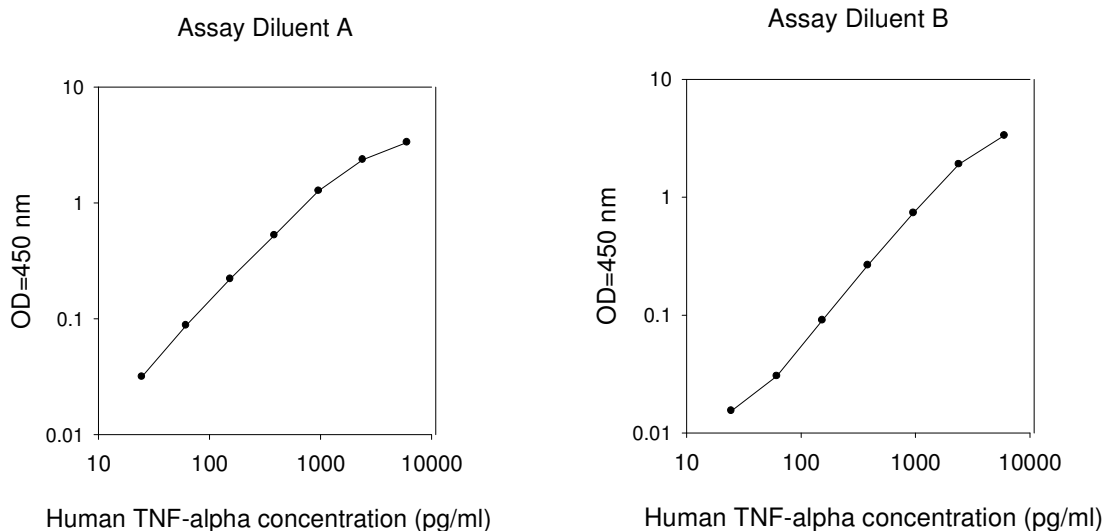 Assay Diluent A
10
1
0.1
0.01
OD=450 nm
10 100 1000 10000
Human TNF-alpha concentration (pg/ml)
Assay Diluent B
10
1
0.1
0.01
OD=450 nm
10 100 1000 10000
Human TNF-alpha concentration (pg/ml)